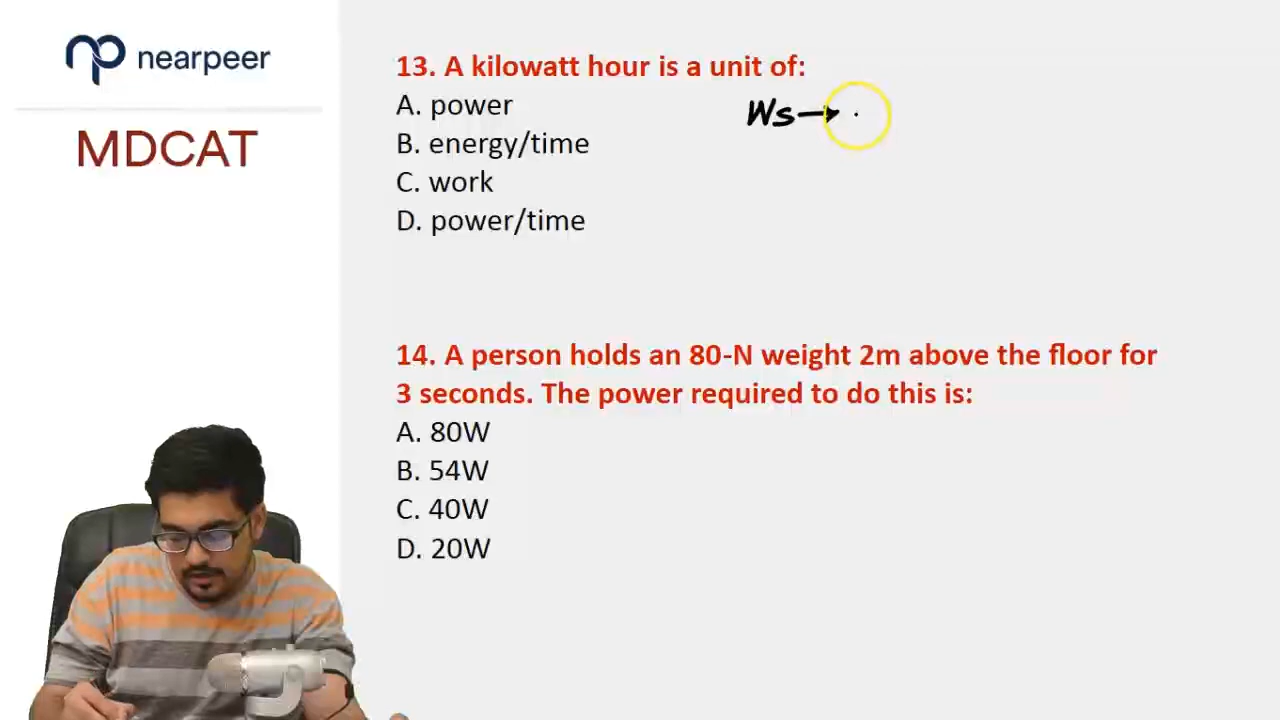 nearpeer
MDCAT
13. A kilowatt hour is a unit of:
A. power
B. energy/time
C. work
D. power/time
Ws→
14. A person holds an 80-N weight 2m above the floor for
3 seconds. The power required to do this is:
A. 80W
B. 54W
C. 40W
D. 20W